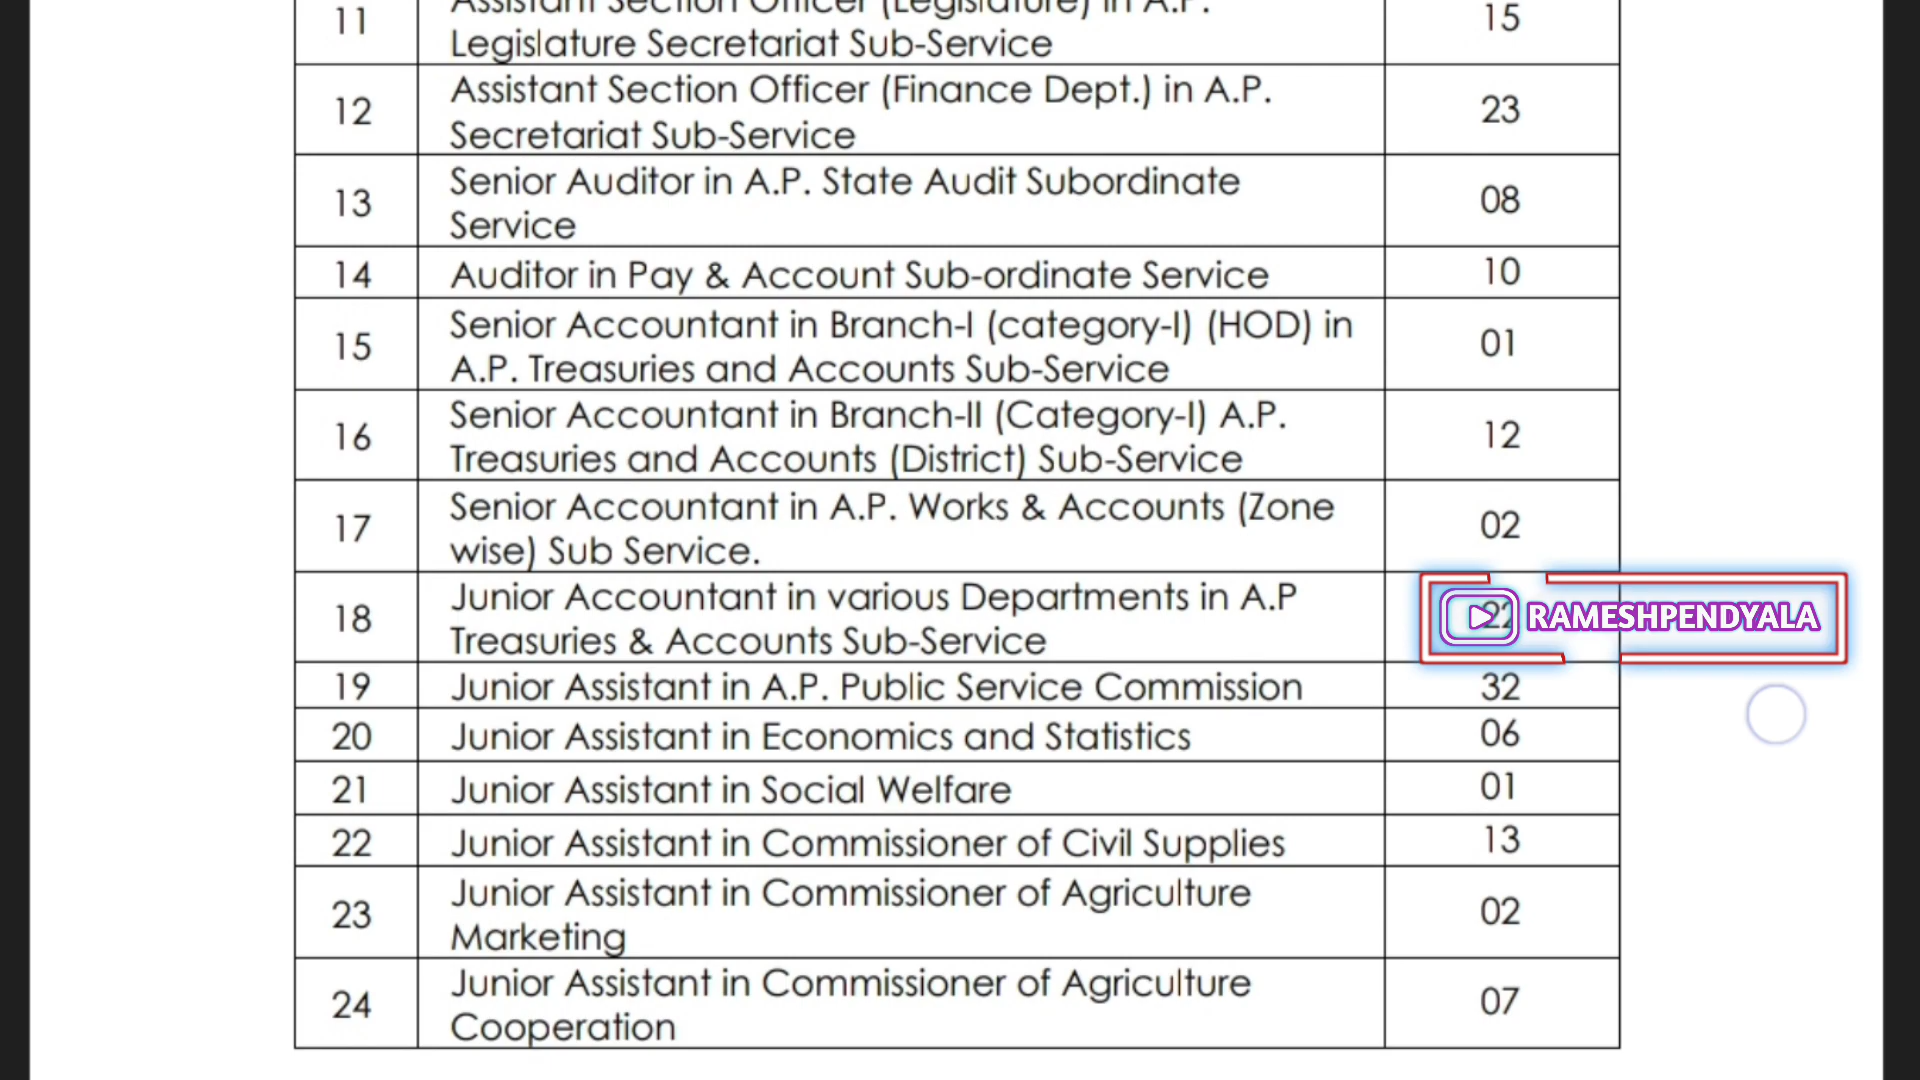 11 Assistant Section Officer (Legislature) in A.P. 15
Legislature Secretariat Sub-Service
12 Assistant Section Officer (Finance Dept.) in A.P. 23
Secretariat Sub-Service
13 Senior Auditor in A.P. State Audit Subordinate 08
Service
14 Auditor in Pay & Account Sub-ordinate Service 10
15 Senior Accountant in Branch-I (category-I) (HOD) in 01
A.P. Treasuries and Accounts Sub-Service
16 Senior Accountant in Branch-II (Category-I) A.P. 12
Treasuries and Accounts (District) Sub-Service
17 Senior Accountant in A.P. Works & Accounts (Zone 02
wise) Sub Service.
18 Junior Accountant in various Departments in A.P 22
Treasuries & Accounts Sub-Service
RAMESHPENDYALA
19 Junior Assistant in A.P. Public Service Commission 32
20 Junior Assistant in Economics and Statistics 06
21 Junior Assistant in Social Welfare 01
22 Junior Assistant in Commissioner of Civil Supplies 13
23 Junior Assistant in Commissioner of Agriculture 02
Marketing
24 Junior Assistant in Commissioner of Agriculture 07
Cooperation